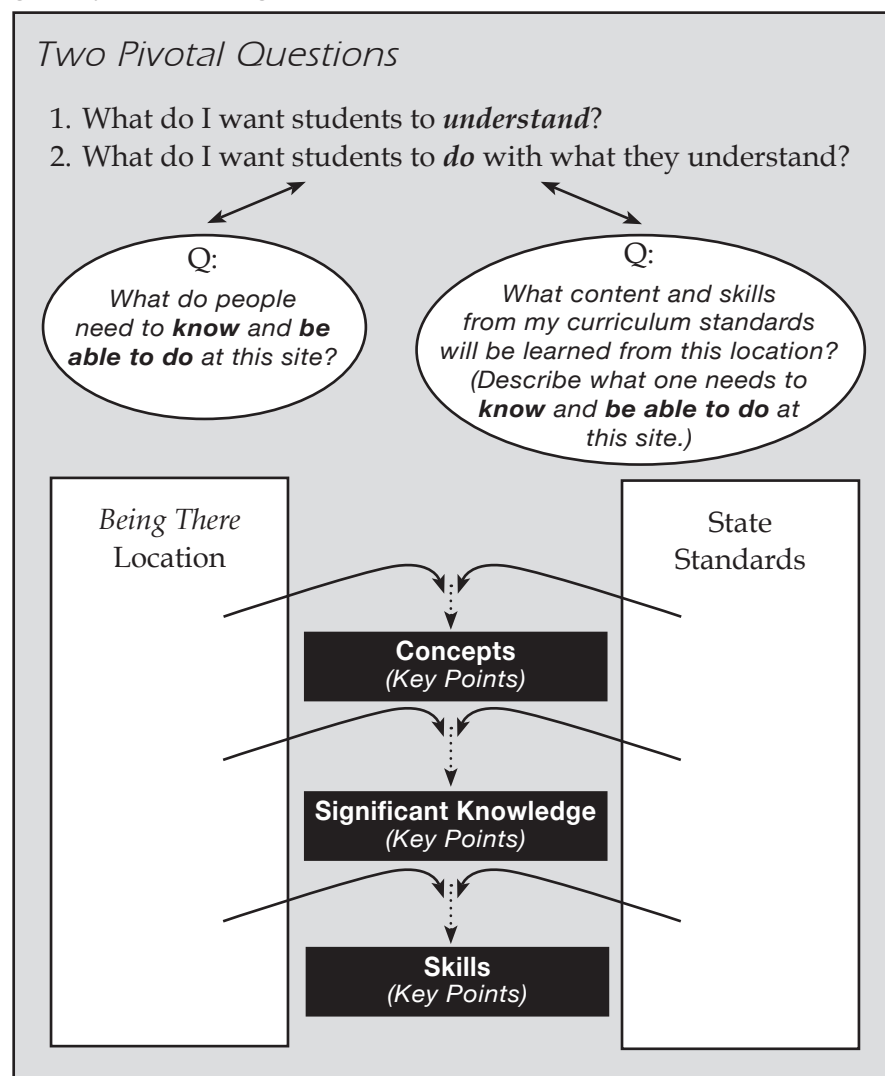 Two Pivotal Questions
1. What do I want students to understand?
2. What do I want students to do with what they understand?
Q:
What do people
need to know and be
able to do at this site?
Q:
What content and skills
from my curriculum standards
will be learned from this location?
(Describe what one needs to
know and be able to do at
this site.)
Being There
Location
State
Standards
Concepts
(Key Points)
Significant Knowledge
(Key Points)
Skills
(Key Points)